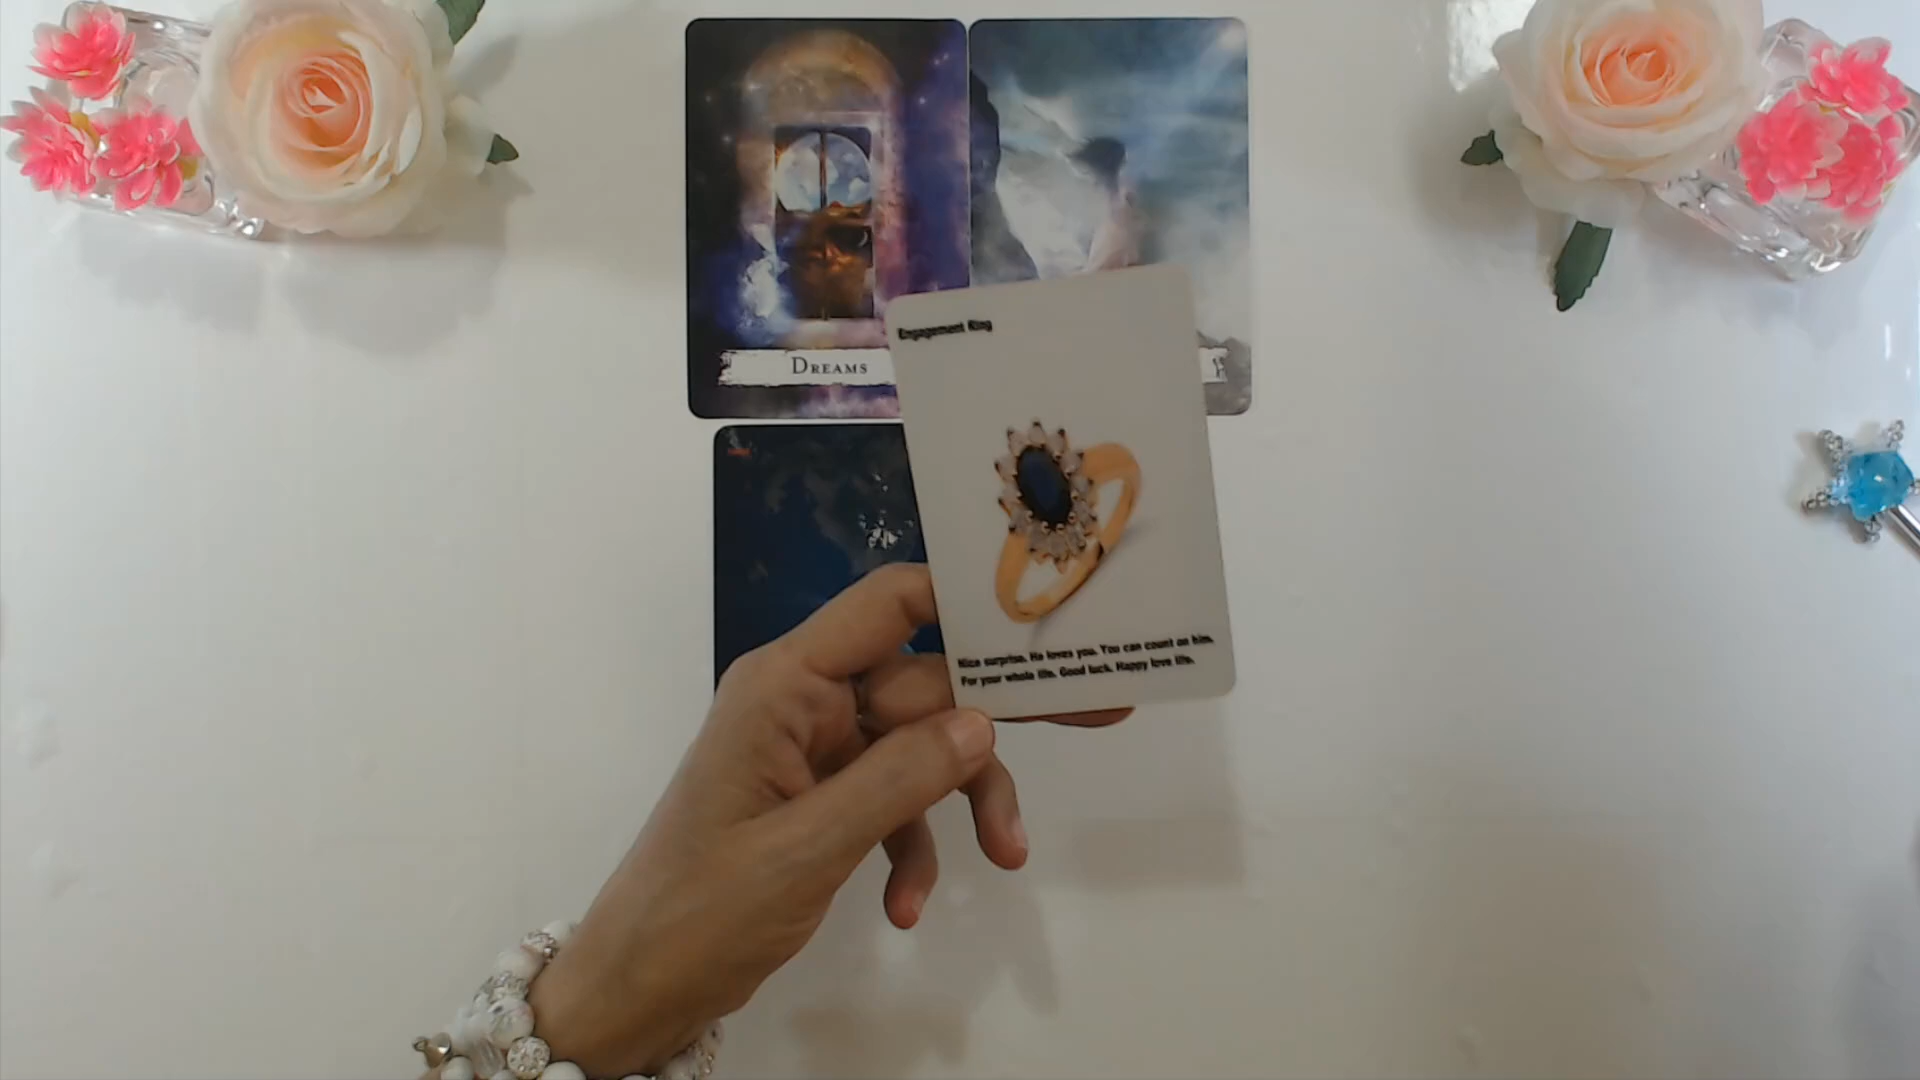 Engagement Ring
DREAMS
Nice surprise. He loves you. You can count on him.
For your whole life. Good luck. Happy love life.